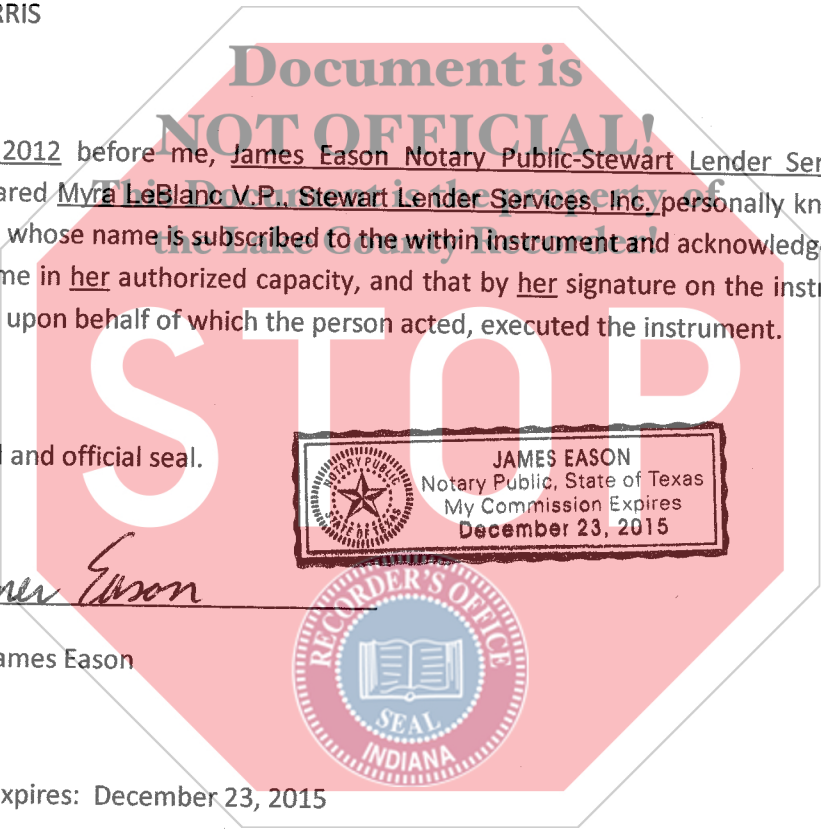 RRIS
Document is
NOT OFFICIAL!
2012 before me, James Eason Notary Public-Stewart Lender Ser
This Document is the property of
ared Myra LeBlanc V.P., Stewart Lender Services, Inc. personally kn
the Lake County Recorder!
whose name is subscribed to the within instrument and acknowledg
me in her authorized capacity, and that by her signature on the instr
upon behalf of which the person acted, executed the instrument.
STOP
l and official seal.
NOTARY PUBLIC
STATE OF TEXAS
JAMES EASON
Notary Public, State of Texas
My Commission Expires
December 23, 2015
mes Eason
ames Eason
RECORDER'S OFFICE
SEAL
INDIANA
xpires: December 23, 2015